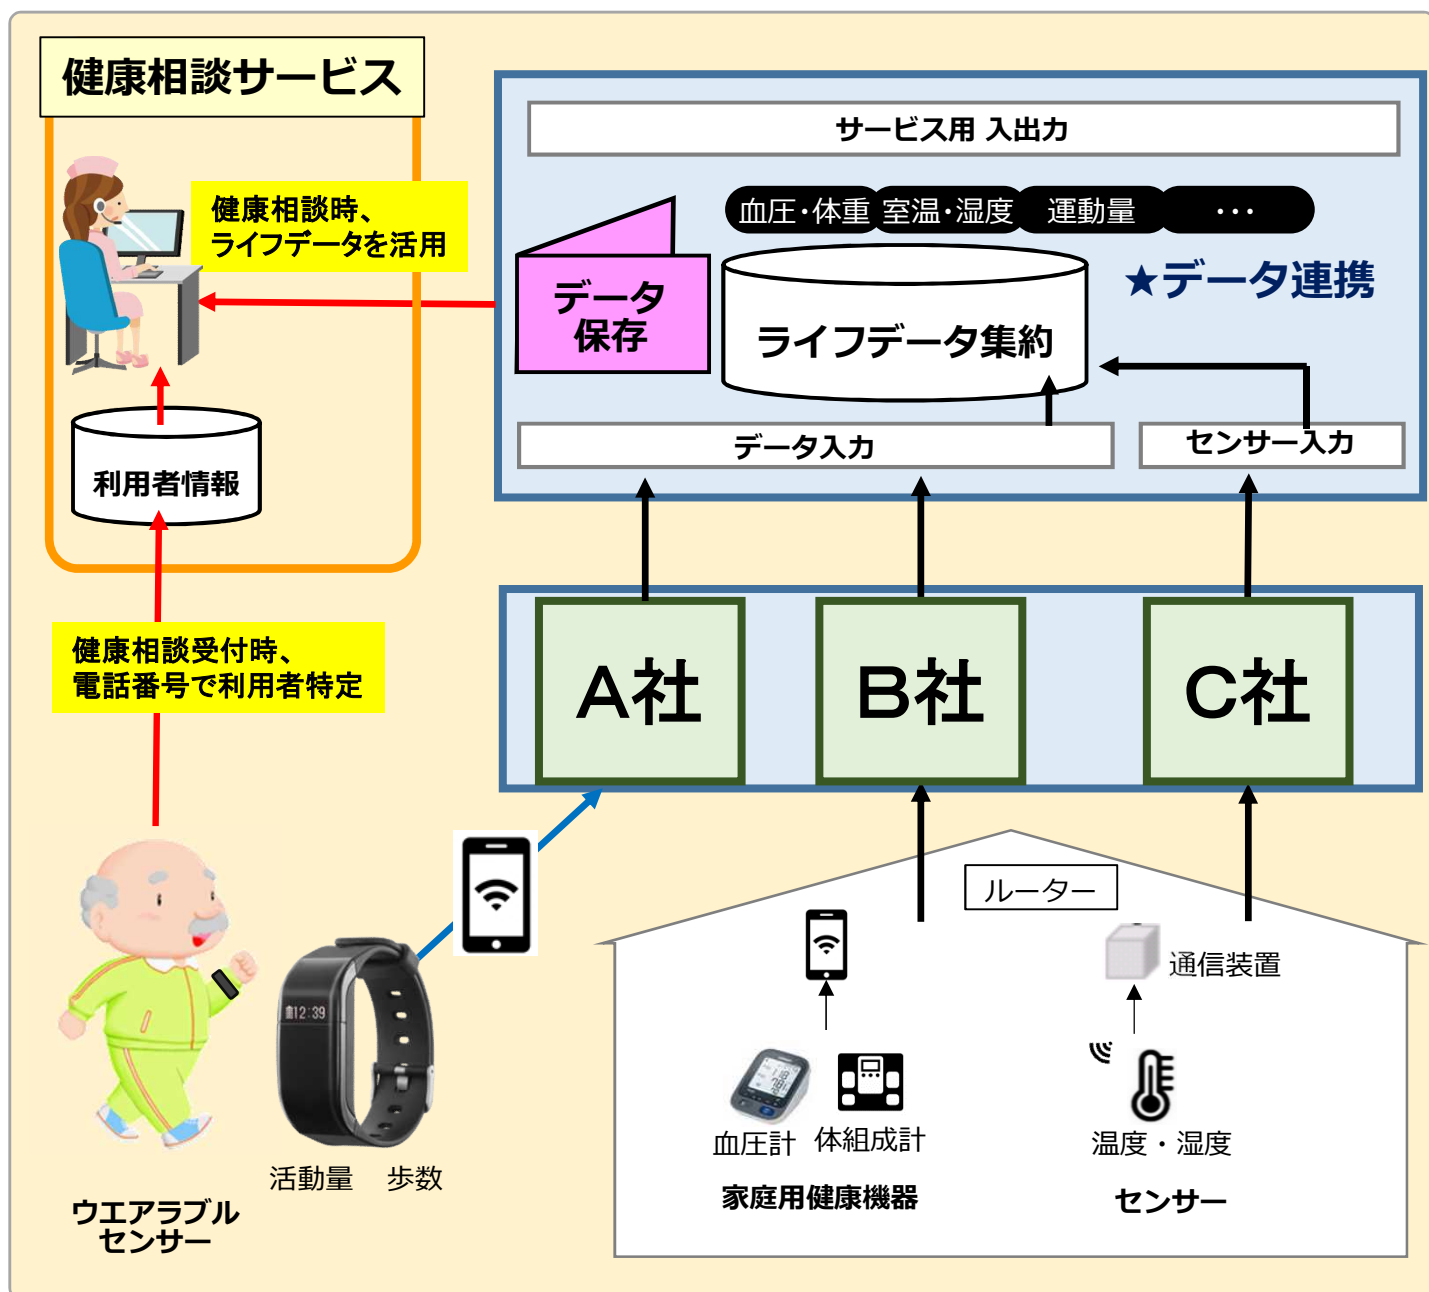 健康相談サービス
サービス用 入出力
健康相談時、
ライフデータを活用
血圧・体重
室温・湿度
運動量
・・・
データ
保存
ライフデータ集約
★データ連携
データ入力
センサー入力
利用者情報
健康相談受付時、
電話番号で利用者特定
A社
B社
C社
ルーター
通信装置
12:39
血圧計
体組成計
温度・湿度
活動量
歩数
家庭用健康機器
センサー
ウエアラブル
センサー